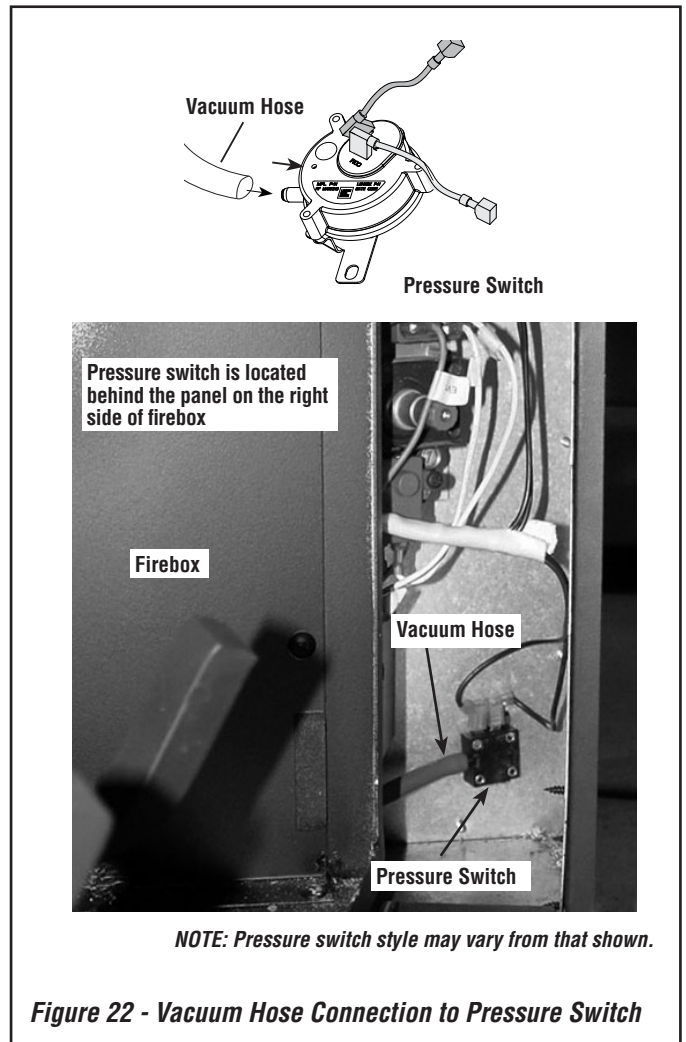 Vacuum Hose
Pressure Switch
Pressure switch is located
behind the panel on the right
side of firebox
Firebox
Vacuum Hose
Pressure Switch
NOTE: Pressure switch style may vary from that shown.
Figure 22 - Vacuum Hose Connection to Pressure Switch